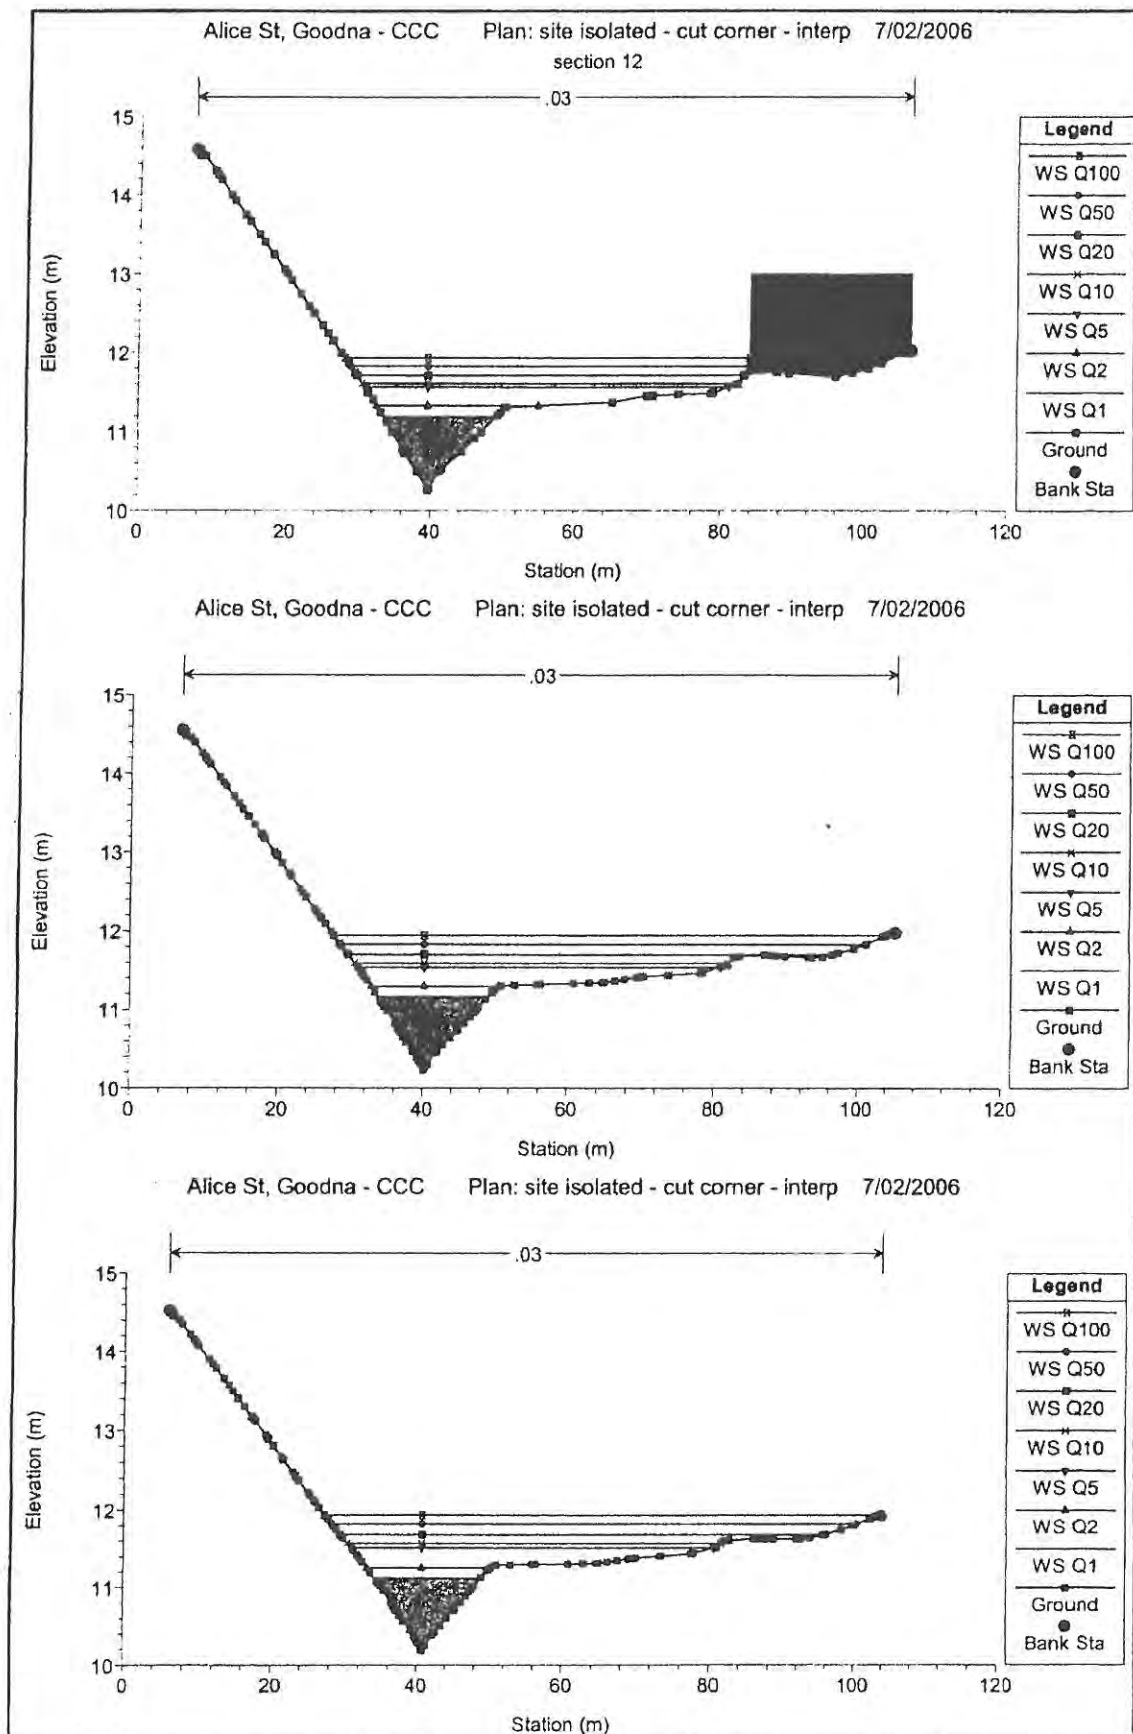 Alice St, Goodna - CCC Plan: site isolated - cut corner - interp 7/02/2006
section 12
.03
15
14
13
12
11
10
Elevation (m)
0 20 40 60 80 100 120
Station (m)
Legend
WS Q100
WS Q50
WS Q20
WS Q10
WS Q5
WS Q2
WS Q1
Ground
Bank Sta
Alice St, Goodna - CCC Plan: site isolated - cut corner - interp 7/02/2006
.03
15
14
13
12
11
10
Elevation (m)
0 20 40 60 80 100 120
Station (m)
Legend
WS Q100
WS Q50
WS Q20
WS Q10
WS Q5
WS Q2
WS Q1
Ground
Bank Sta
Alice St, Goodna - CCC Plan: site isolated - cut corner - interp 7/02/2006
.03
15
14
13
12
11
10
Elevation (m)
0 20 40 60 80 100 120
Station (m)
Legend
WS Q100
WS Q50
WS Q20
WS Q10
WS Q5
WS Q2
WS Q1
Ground
Bank Sta